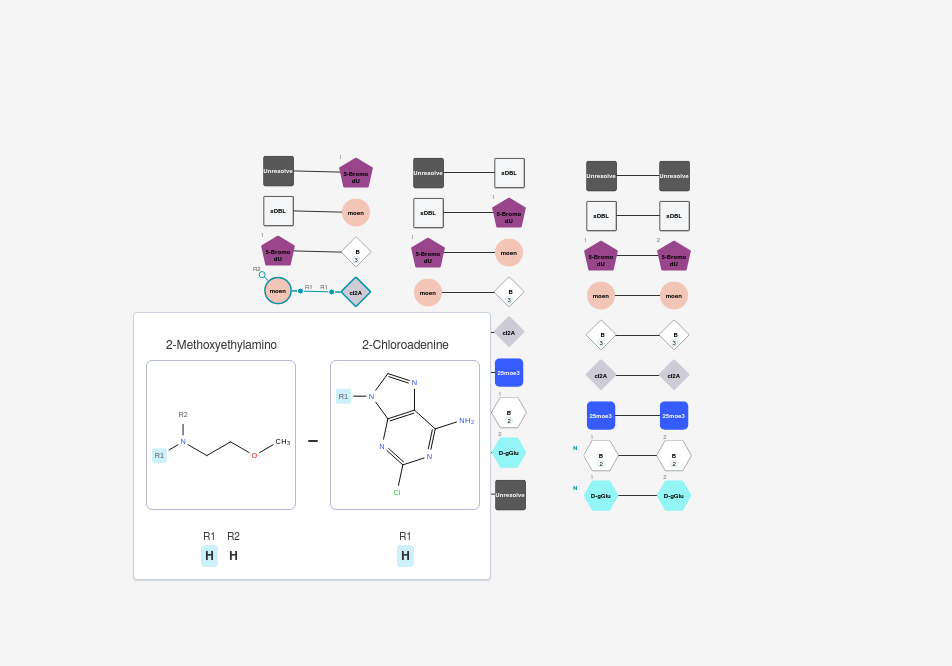 1
Unresolve
5-Bromo
dU
Unresolve
sDBL
Unresolve
Unresolve
sDBL
moen
sDBL
1
5-Bromo
dU
sDBL
sDBL
1
5-Bromo
dU
B
3
1
5-Bromo
dU
moen
1
5-Bromo
dU
2
5-Bromo
dU
R2
moen
R1
R1
cl2A
moen
B
3
moen
moen
cl2A
B
3
B
3
25moe3
cl2A
cl2A
1
B
2
25moe3
25moe3
2
D-gGlu
N
1
B
2
2
B
2
Unresolve
N
1
D-gGlu
2
D-gGlu
2-Methoxyethylamino
2-Chloroadenine
R2
N
R1
O
CH3
R1
N
N
N
N
NH2
Cl
R1 R2
H H
R1
H